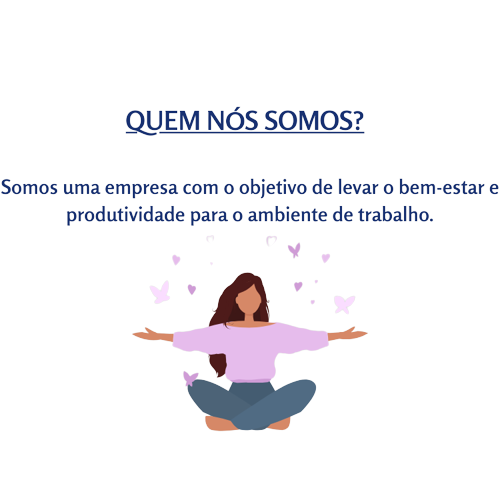 QUEM NÓS SOMOS?
Somos uma empresa com o objetivo de levar o bem-estar e
produtividade para o ambiente de trabalho.